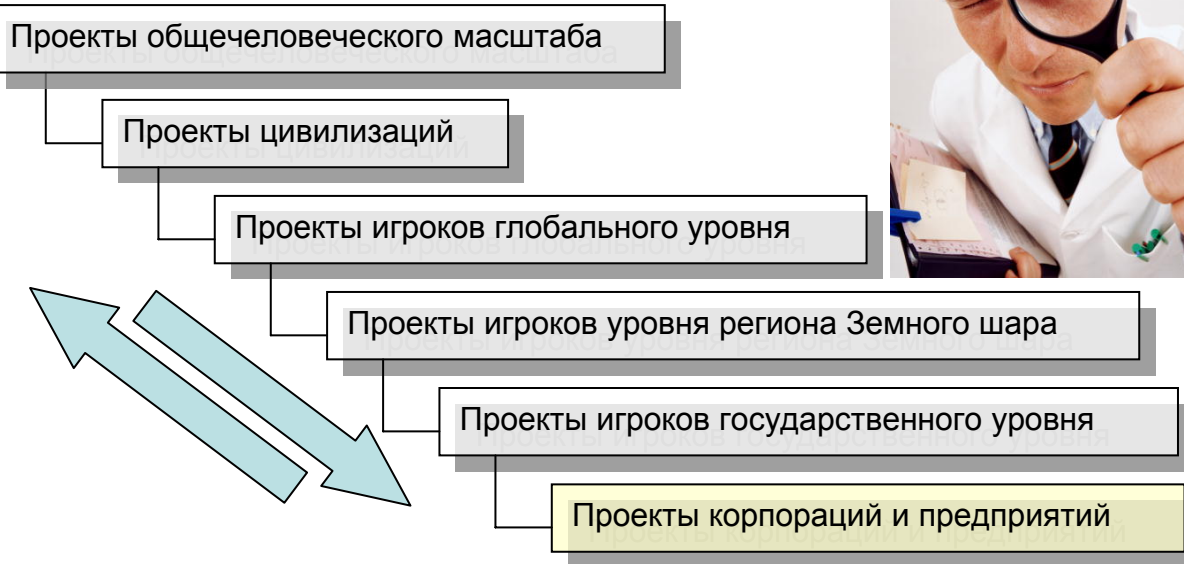 Проекты общечеловеческого масштаба
Проекты цивилизаций
Проекты игроков глобального уровня
Проекты игроков уровня региона Земного шара
Проекты игроков государственного уровня
Проекты корпораций и предприятий